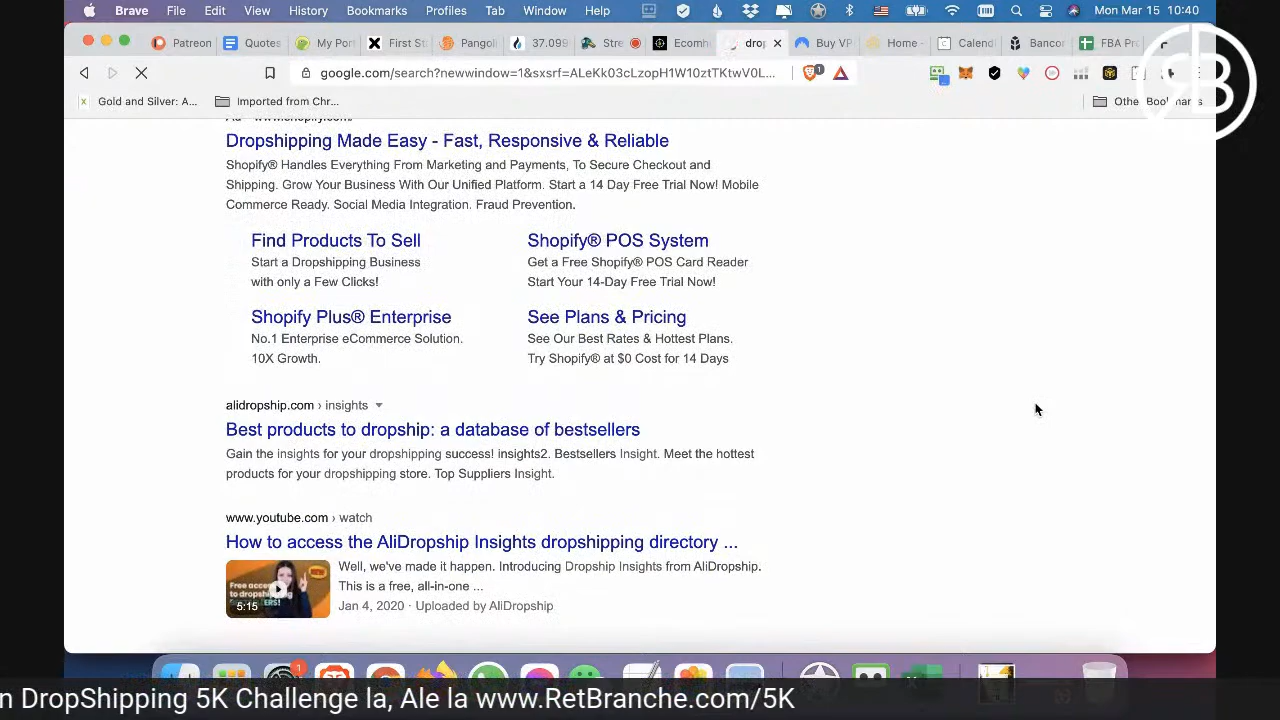 Brave File Edit View History Bookmarks Profiles Tab Window Help Mon Mar 15 10:40
Patreon Quotes My Por First St Pangoli 37.099 Stre Ecomh drop Buy VP Home - Calend Bancor FBA Pr
google.com/search?newwindow=1&sxsrf=ALeKk03cLzopH1W10ztTKtwV0L...
Gold and Silver: A... Imported from Chr... Other Bookmarks
Dropshipping Made Easy - Fast, Responsive & Reliable
Shopify® Handles Everything From Marketing and Payments, To Secure Checkout and
Shipping. Grow Your Business With Our Unified Platform. Start a 14 Day Free Trial Now! Mobile
Commerce Ready. Social Media Integration. Fraud Prevention.
Find Products To Sell
Start a Dropshipping Business
with only a Few Clicks!
Shopify® POS System
Get a Free Shopify® POS Card Reader
Start Your 14-Day Free Trial Now!
Shopify Plus® Enterprise
No.1 Enterprise eCommerce Solution.
10X Growth.
See Plans & Pricing
See Our Best Rates & Hottest Plans.
Try Shopify® at $0 Cost for 14 Days
alidropship.com › insights
Best products to dropship: a database of bestsellers
Gain the insights for your dropshipping success! insights2. Bestsellers Insight. Meet the hottest
products for your dropshipping store. Top Suppliers Insight.
www.youtube.com › watch
How to access the AliDropship Insights dropshipping directory ...
5:15
Well, we've made it happen. Introducing Dropship Insights from AliDropship.
This is a free, all-in-one ...
Jan 4, 2020 · Uploaded by AliDropship
n DropShipping 5K Challenge la, Ale la www.RetBranche.com/5K